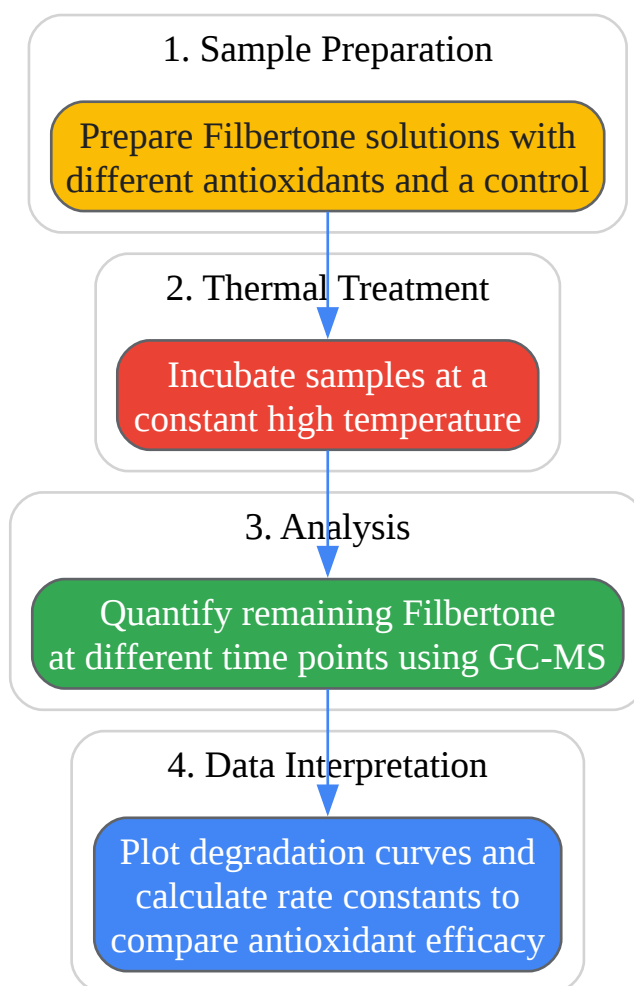 1. Sample Preparation
Prepare Filbertone solutions with
different antioxidants and a control
2. Thermal Treatment
Incubate samples at a
constant high temperature
3. Analysis
Quantify remaining Filbertone
at different time points using GC-MS
4. Data Interpretation
Plot degradation curves and
calculate rate constants to
compare antioxidant efficacy